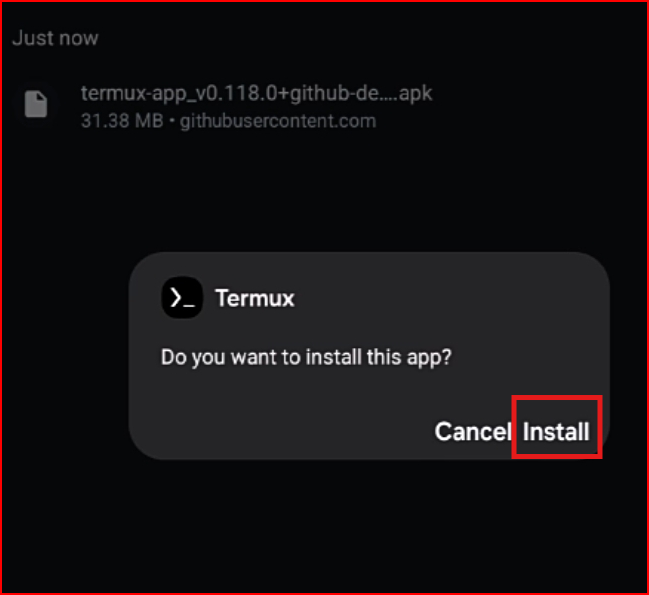 Just now
termux-app_v0.118.0+github-de....apk
31.38 MB • githubusercontent.com
Termux
Do you want to install this app?
Cancel Install